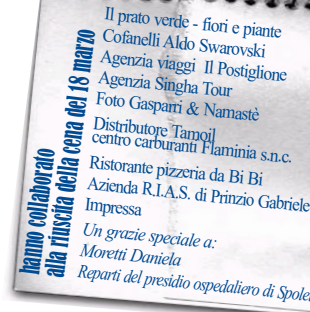 hanno collaborato
alla riuscita della cena del 18 marzo
Il prato verde - fiori e piante
Cofanelli Aldo Swarovski
Agenzia viaggi Il Postiglione
Agenzia Singha Tour
Foto Gasparri & Namastè
Distributore Tamoil
centro carburanti Flaminia s.n.c.
Ristorante pizzeria da Bi Bi
Azienda R.I.A.S. di Prinzio Gabriele
Impressa
Un grazie speciale a:
Moretti Daniela
Reparti del presidio ospedaliero di